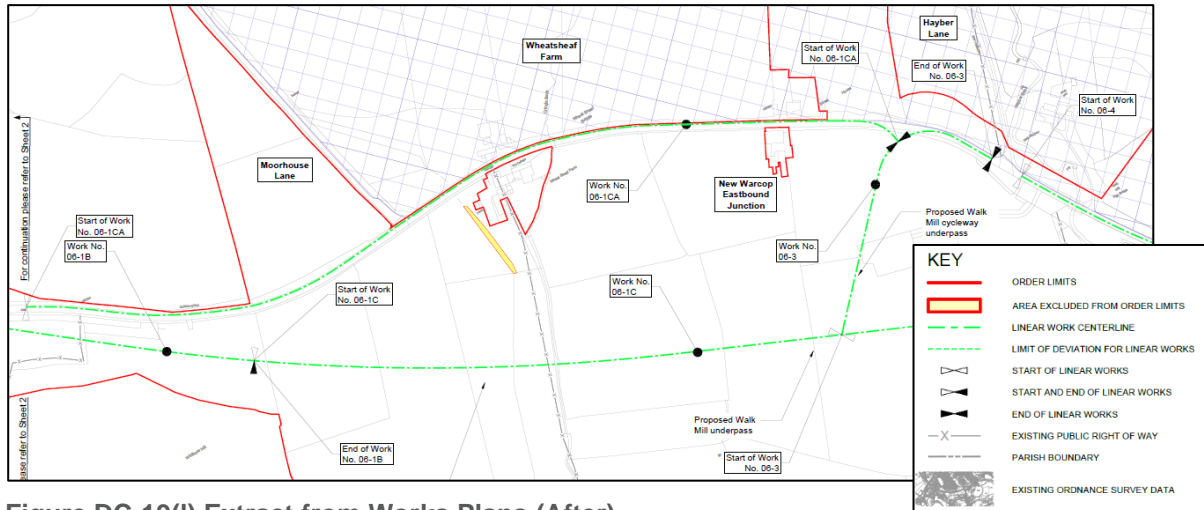 Wheatsheaf
Farm
Hayber
Lane
Start of Work
No. 06-1CA
End of Work
No. 06-3
Start of Work
No. 06-4
For continuation please refer to Sheet 2
Moorhouse
Lane
Work No.
06-1CA
New Warcop
Eastbound
Junction
Start of Work
No. 06-1CA
Work No.
06-1B
Proposed Walk
Mill cycleway
underpass
Work No.
06-3
Start of Work
No. 06-1C
Work No.
06-1C
End of Work
No. 06-1B
Proposed Walk
Mill underpass
Start of Work
No. 06-3
ease refer to Sheet 2
KEY
ORDER LIMITS
AREA EXCLUDED FROM ORDER LIMITS
LINEAR WORK CENTERLINE
LIMIT OF DEVIATION FOR LINEAR WORKS
START OF LINEAR WORKS
START AND END OF LINEAR WORKS
END OF LINEAR WORKS
X EXISTING PUBLIC RIGHT OF WAY
PARISH BOUNDARY
EXISTING ORDNANCE SURVEY DATA